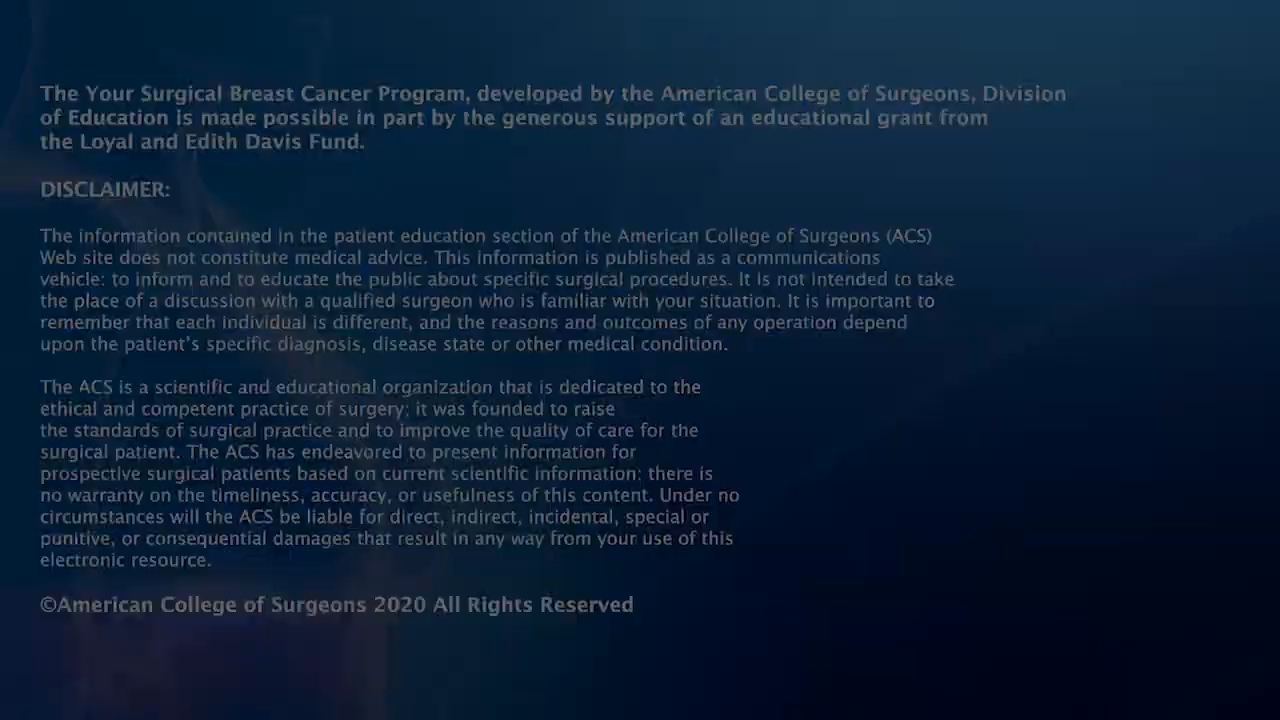 The Your Surgical Breast Cancer Program, developed by the American College of Surgeons, Division
of Education is made possible in part by the generous support of an educational grant from
the Loyal and Edith Davis Fund.
DISCLAIMER:
The information contained in the patient education section of the American College of Surgeons (ACS)
Web site does not constitute medical advice. This information is published as a communications
vehicle: to inform and to educate the public about specific surgical procedures. It is not intended to take
the place of a discussion with a qualified surgeon who is familiar with your situation. It is important to
remember that each individual is different, and the reasons and outcomes of any operation depend
upon the patient's specific diagnosis, disease state or other medical condition.
The ACS is a scientific and educational organization that is dedicated to the
ethical and competent practice of surgery; it was founded to raise
the standards of surgical practice and to improve the quality of care for the
surgical patient. The ACS has endeavored to present information for
prospective surgical patients based on current scientific information: there is
no warranty on the timeliness, accuracy, or usefulness of this content. Under no
circumstances will the ACS be liable for direct, indirect, incidental, special or
punitive, or consequential damages that result in any way from your use of this
electronic resource.
©American College of Surgeons 2020 All Rights Reserved